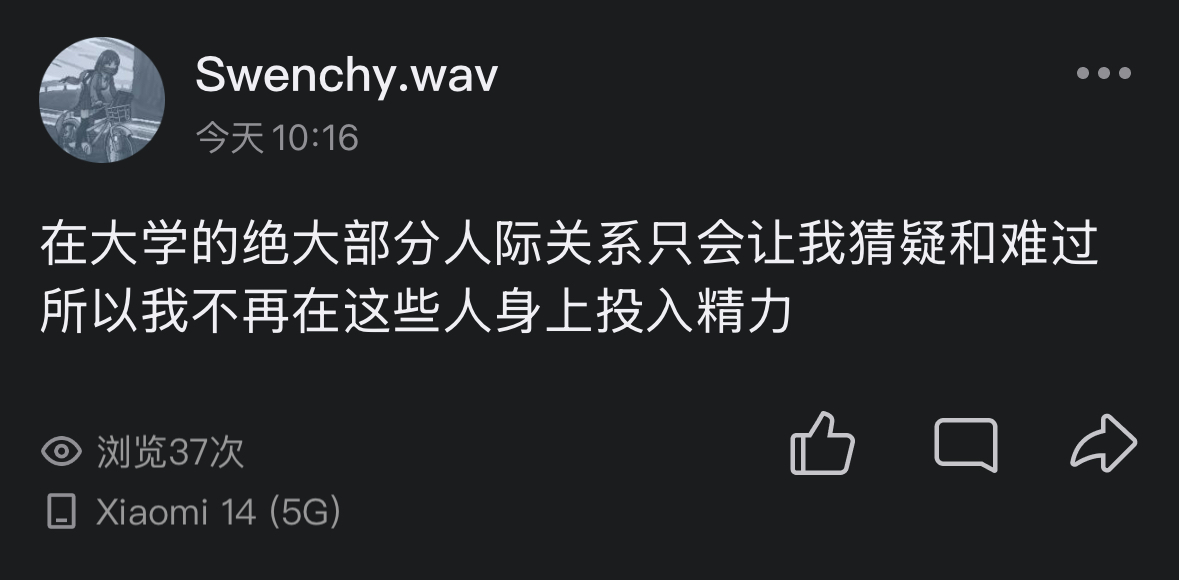 Swenchy.wav
今天10:16
在大学的绝大部分人际关系只会让我猜疑和难过
所以我不再在这些人身上投入精力
浏览37次
Xiaomi 14 (5G)